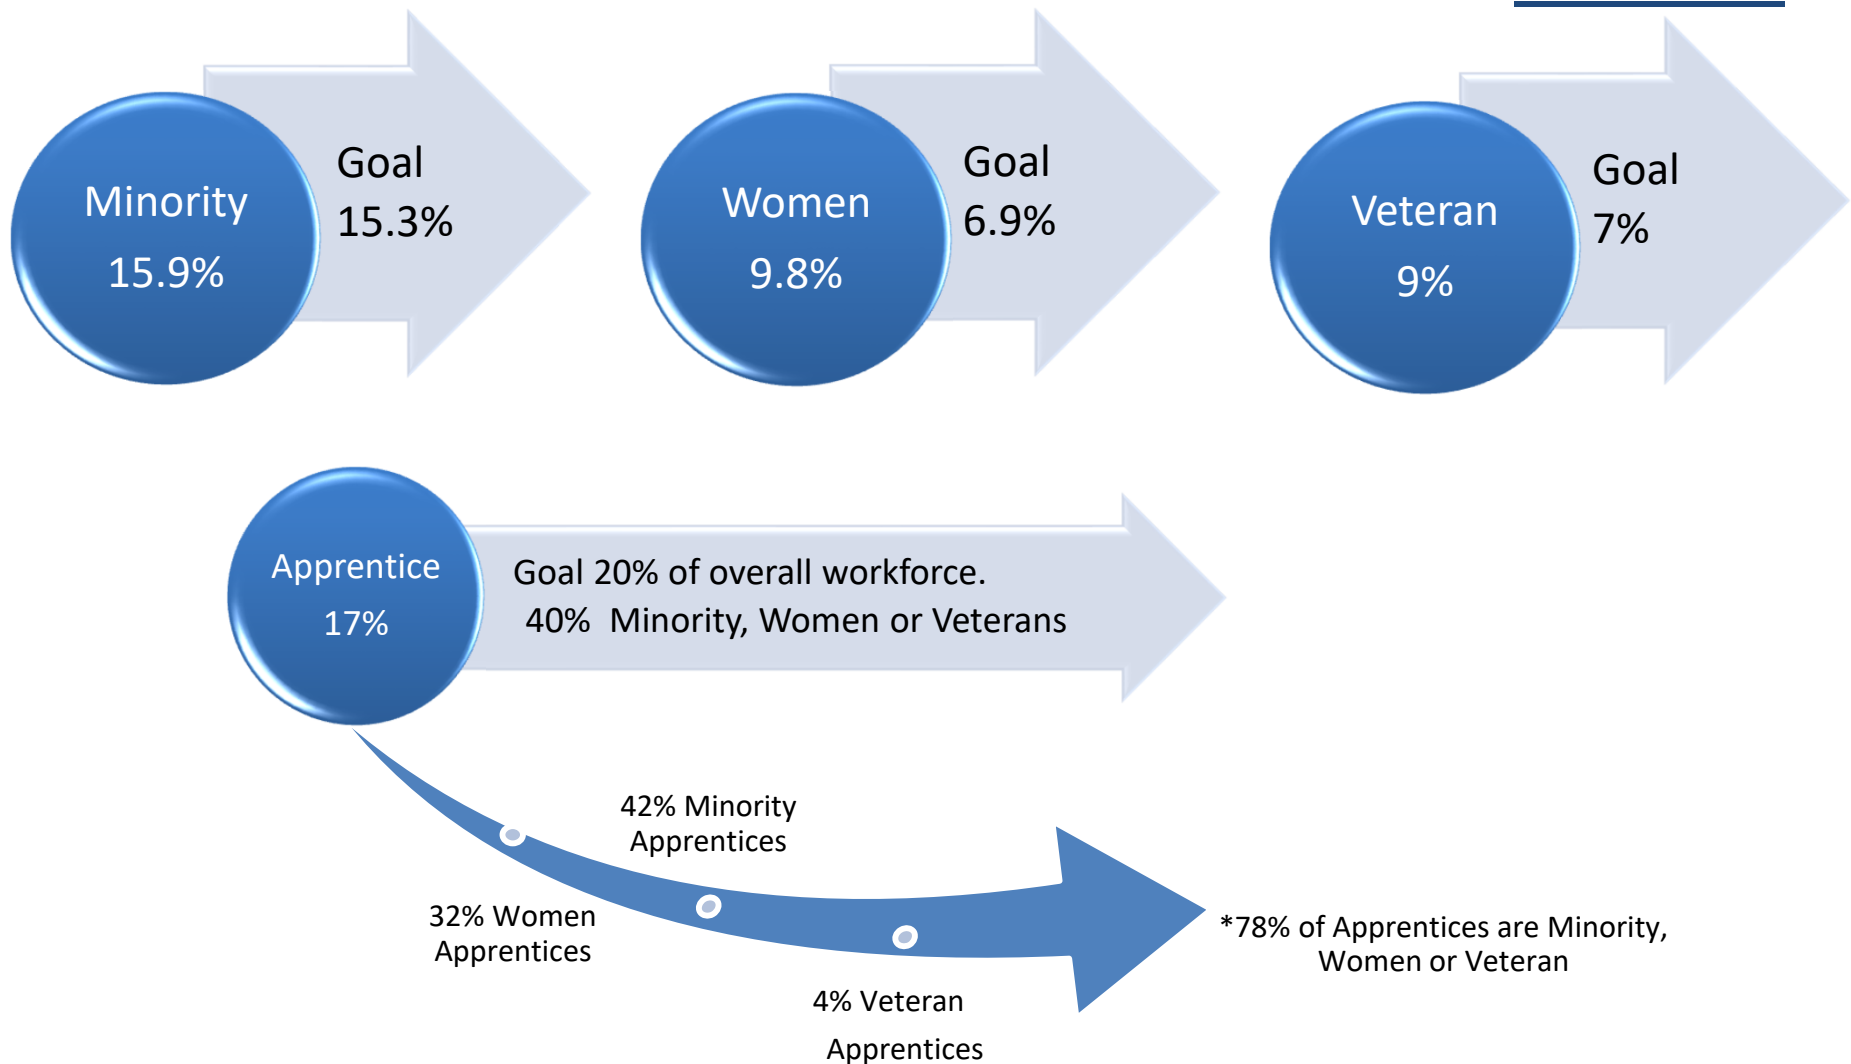 Minority
15.9%
Goal
15.3%
Women
9.8%
Goal
6.9%
Veteran
9%
Goal
7%
Apprentice
17%
Goal 20% of overall workforce.
40% Minority, Women or Veterans
42% Minority
Apprentices
32% Women
Apprentices
4% Veteran
Apprentices
*78% of Apprentices are Minority,
Women or Veteran